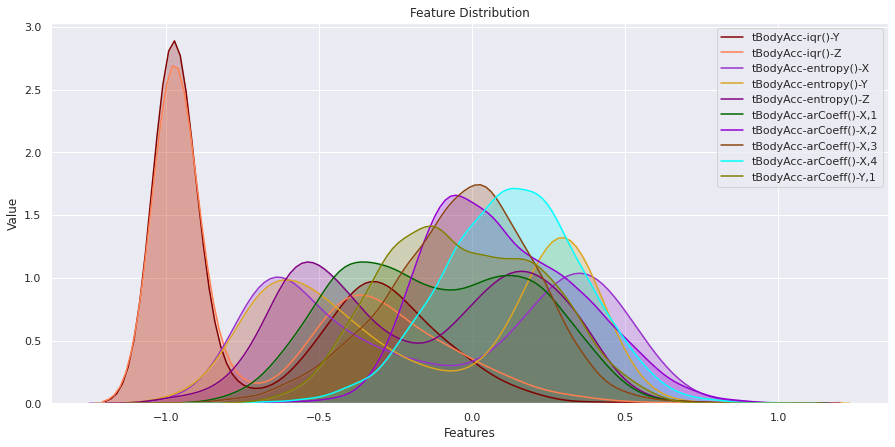 Feature Distribution
3.0
2.5
2.0
1.5
1.0
0.5
0.0
Value
tBodyAcc-iqr()-Y
tBodyAcc-iqr()-Z
tBodyAcc-entropy()-X
tBodyAcc-entropy()-Y
tBodyAcc-entropy()-Z
tBodyAcc-arCoeff()-X,1
tBodyAcc-arCoeff()-X,2
tBodyAcc-arCoeff()-X,3
tBodyAcc-arCoeff()-X,4
tBodyAcc-arCoeff()-Y,1
−1.0 −0.5 0.0 0.5 1.0
Features